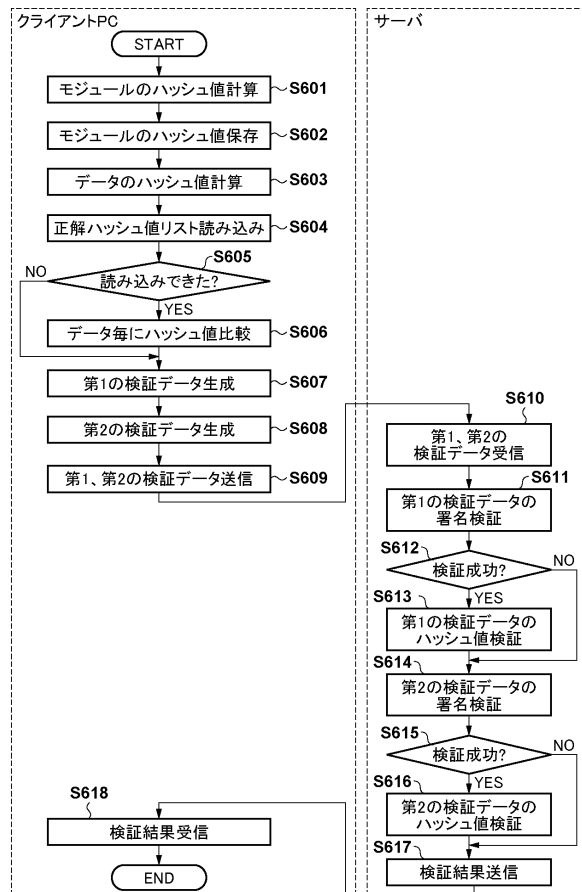 クライアントPC
START
モジュールのハッシュ値計算
S601
モジュールのハッシュ値保存
S602
データのハッシュ値計算
S603
正解ハッシュ値リスト読み込み
S604
S605
読み込みできた?
NO
YES
データ毎にハッシュ値比較
S606
第1の検証データ生成
S607
第2の検証データ生成
S608
第1、第2の検証データ送信
S609
サーバ
S610
第1、第2の
検証データ受信
S611
第1の検証データの
署名検証
S612
検証成功?
NO
YES
S613
第1の検証データの
ハッシュ値検証
S614
第2の検証データの
署名検証
S615
検証成功?
NO
YES
S616
第2の検証データの
ハッシュ値検証
S617
検証結果送信
S618
検証結果受信
END